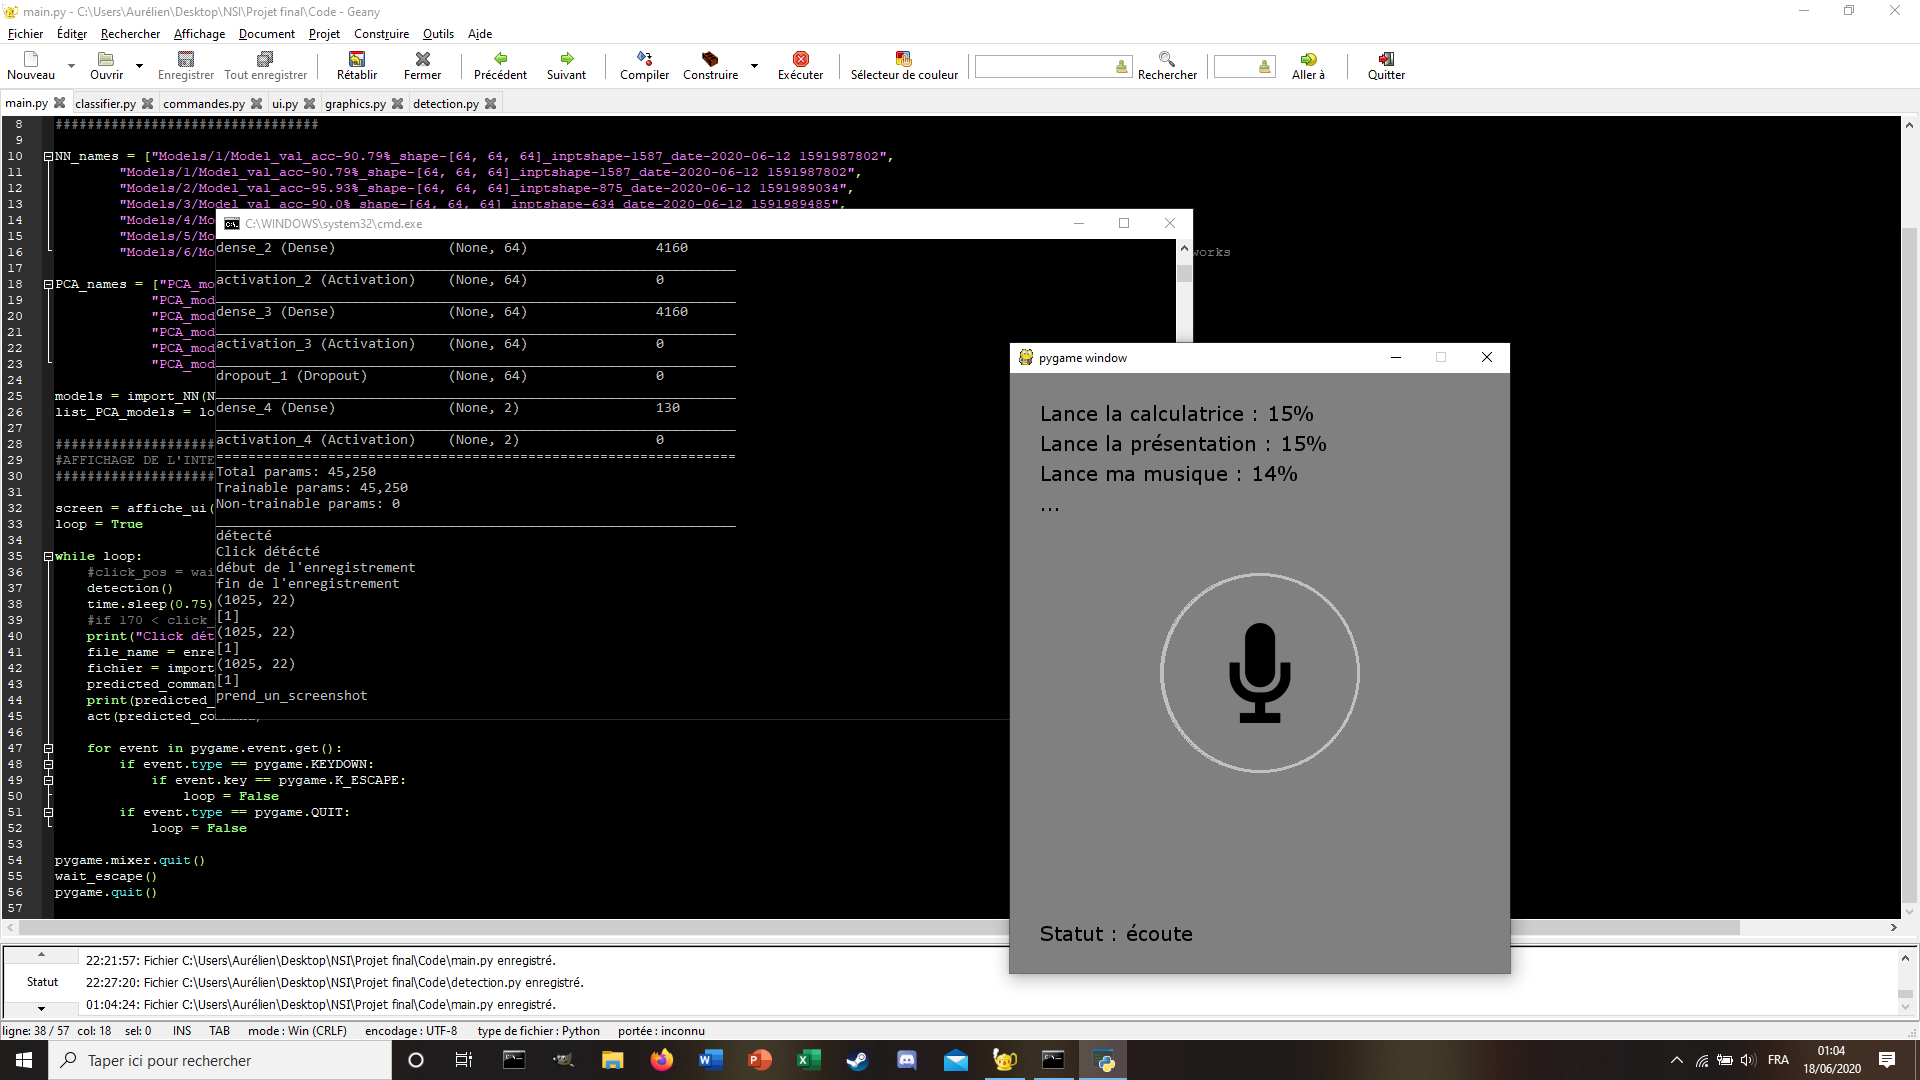 main.py - C:\Users\Aurélien\Desktop\NSI\Projet final\Code - Geany
Fichier Éditer Rechercher Affichage Document Projet Construire Outils Aide
Nouveau Ouvrir Enregistrer Tout enregistrer Rétablir Fermer Précédent Suivant Compiler Construire Exécuter Sélecteur de couleur Rechercher Aller à Quitter
main.py classifier.py commandes.py ui.py graphics.py detection.py
8 #################################
9
10 NN_names = ["Models/1/Model_val_acc-90.79%_shape-[64, 64, 64]_inptshape-1587_date-2020-06-12 1591987802",
11 "Models/1/Model_val_acc-90.79%_shape-[64, 64, 64]_inptshape-1587_date-2020-06-12 1591987802",
12 "Models/2/Model_val_acc-95.93%_shape-[64, 64, 64]_inptshape-875_date-2020-06-12 1591989034",
13 "Models/3/Model_val_acc-90.0%_shape-[64, 64, 64]_inptshape-634_date-2020-06-12 1591989485",
14 "Models/4/Mo
15 "Models/5/Mo
16 "Models/6/Mo works
17
18 PCA_names = ["PCA_mo
19 "PCA_mod
20 "PCA_mod
21 "PCA_mod
22 "PCA_mod
23 "PCA_mod
24
25 models = import_NN(N
26 list_PCA_models = lo
27
28 ####################
29 #AFFICHAGE DE L'INTE
30 ####################
31
32 screen = affiche_ui(
33 loop = True
34
35 while loop:
36 #click_pos = wai
37 detection()
38 time.sleep(0.75)
39 #if 170 < click_
40 print("Click dét
41 file_name = enre
42 fichier = import
43 predicted_comman
44 print(predicted_
45 act(predicted_command)
46
47 for event in pygame.event.get():
48 if event.type == pygame.KEYDOWN:
49 if event.key == pygame.K_ESCAPE:
50 loop = False
51 if event.type == pygame.QUIT:
52 loop = False
53
54 pygame.mixer.quit()
55 wait_escape()
56 pygame.quit()
57
C:\WINDOWS\system32\cmd.exe
dense_2 (Dense) (None, 64) 4160
activation_2 (Activation) (None, 64) 0
dense_3 (Dense) (None, 64) 4160
activation_3 (Activation) (None, 64) 0
dropout_1 (Dropout) (None, 64) 0
dense_4 (Dense) (None, 2) 130
activation_4 (Activation) (None, 2) 0
=================================================================
Total params: 45,250
Trainable params: 45,250
Non-trainable params: 0
détecté
Click détécté
début de l'enregistrement
fin de l'enregistrement
(1025, 22)
[1]
(1025, 22)
[1]
(1025, 22)
[1]
prend_un_screenshot
pygame window
Lance la calculatrice : 15%
Lance la présentation : 15%
Lance ma musique : 14%
...
Statut : écoute
Statut
22:21:57: Fichier C:\Users\Aurélien\Desktop\NSI\Projet final\Code\main.py enregistré.
22:27:20: Fichier C:\Users\Aurélien\Desktop\NSI\Projet final\Code\detection.py enregistré.
01:04:24: Fichier C:\Users\Aurélien\Desktop\NSI\Projet final\Code\main.py enregistré.
ligne: 38 / 57 col: 18 sel: 0 INS TAB mode : Win (CRLF) encodage : UTF-8 type de fichier : Python portée : inconnu
Taper ici pour rechercher
FRA
01:04
18/06/2020